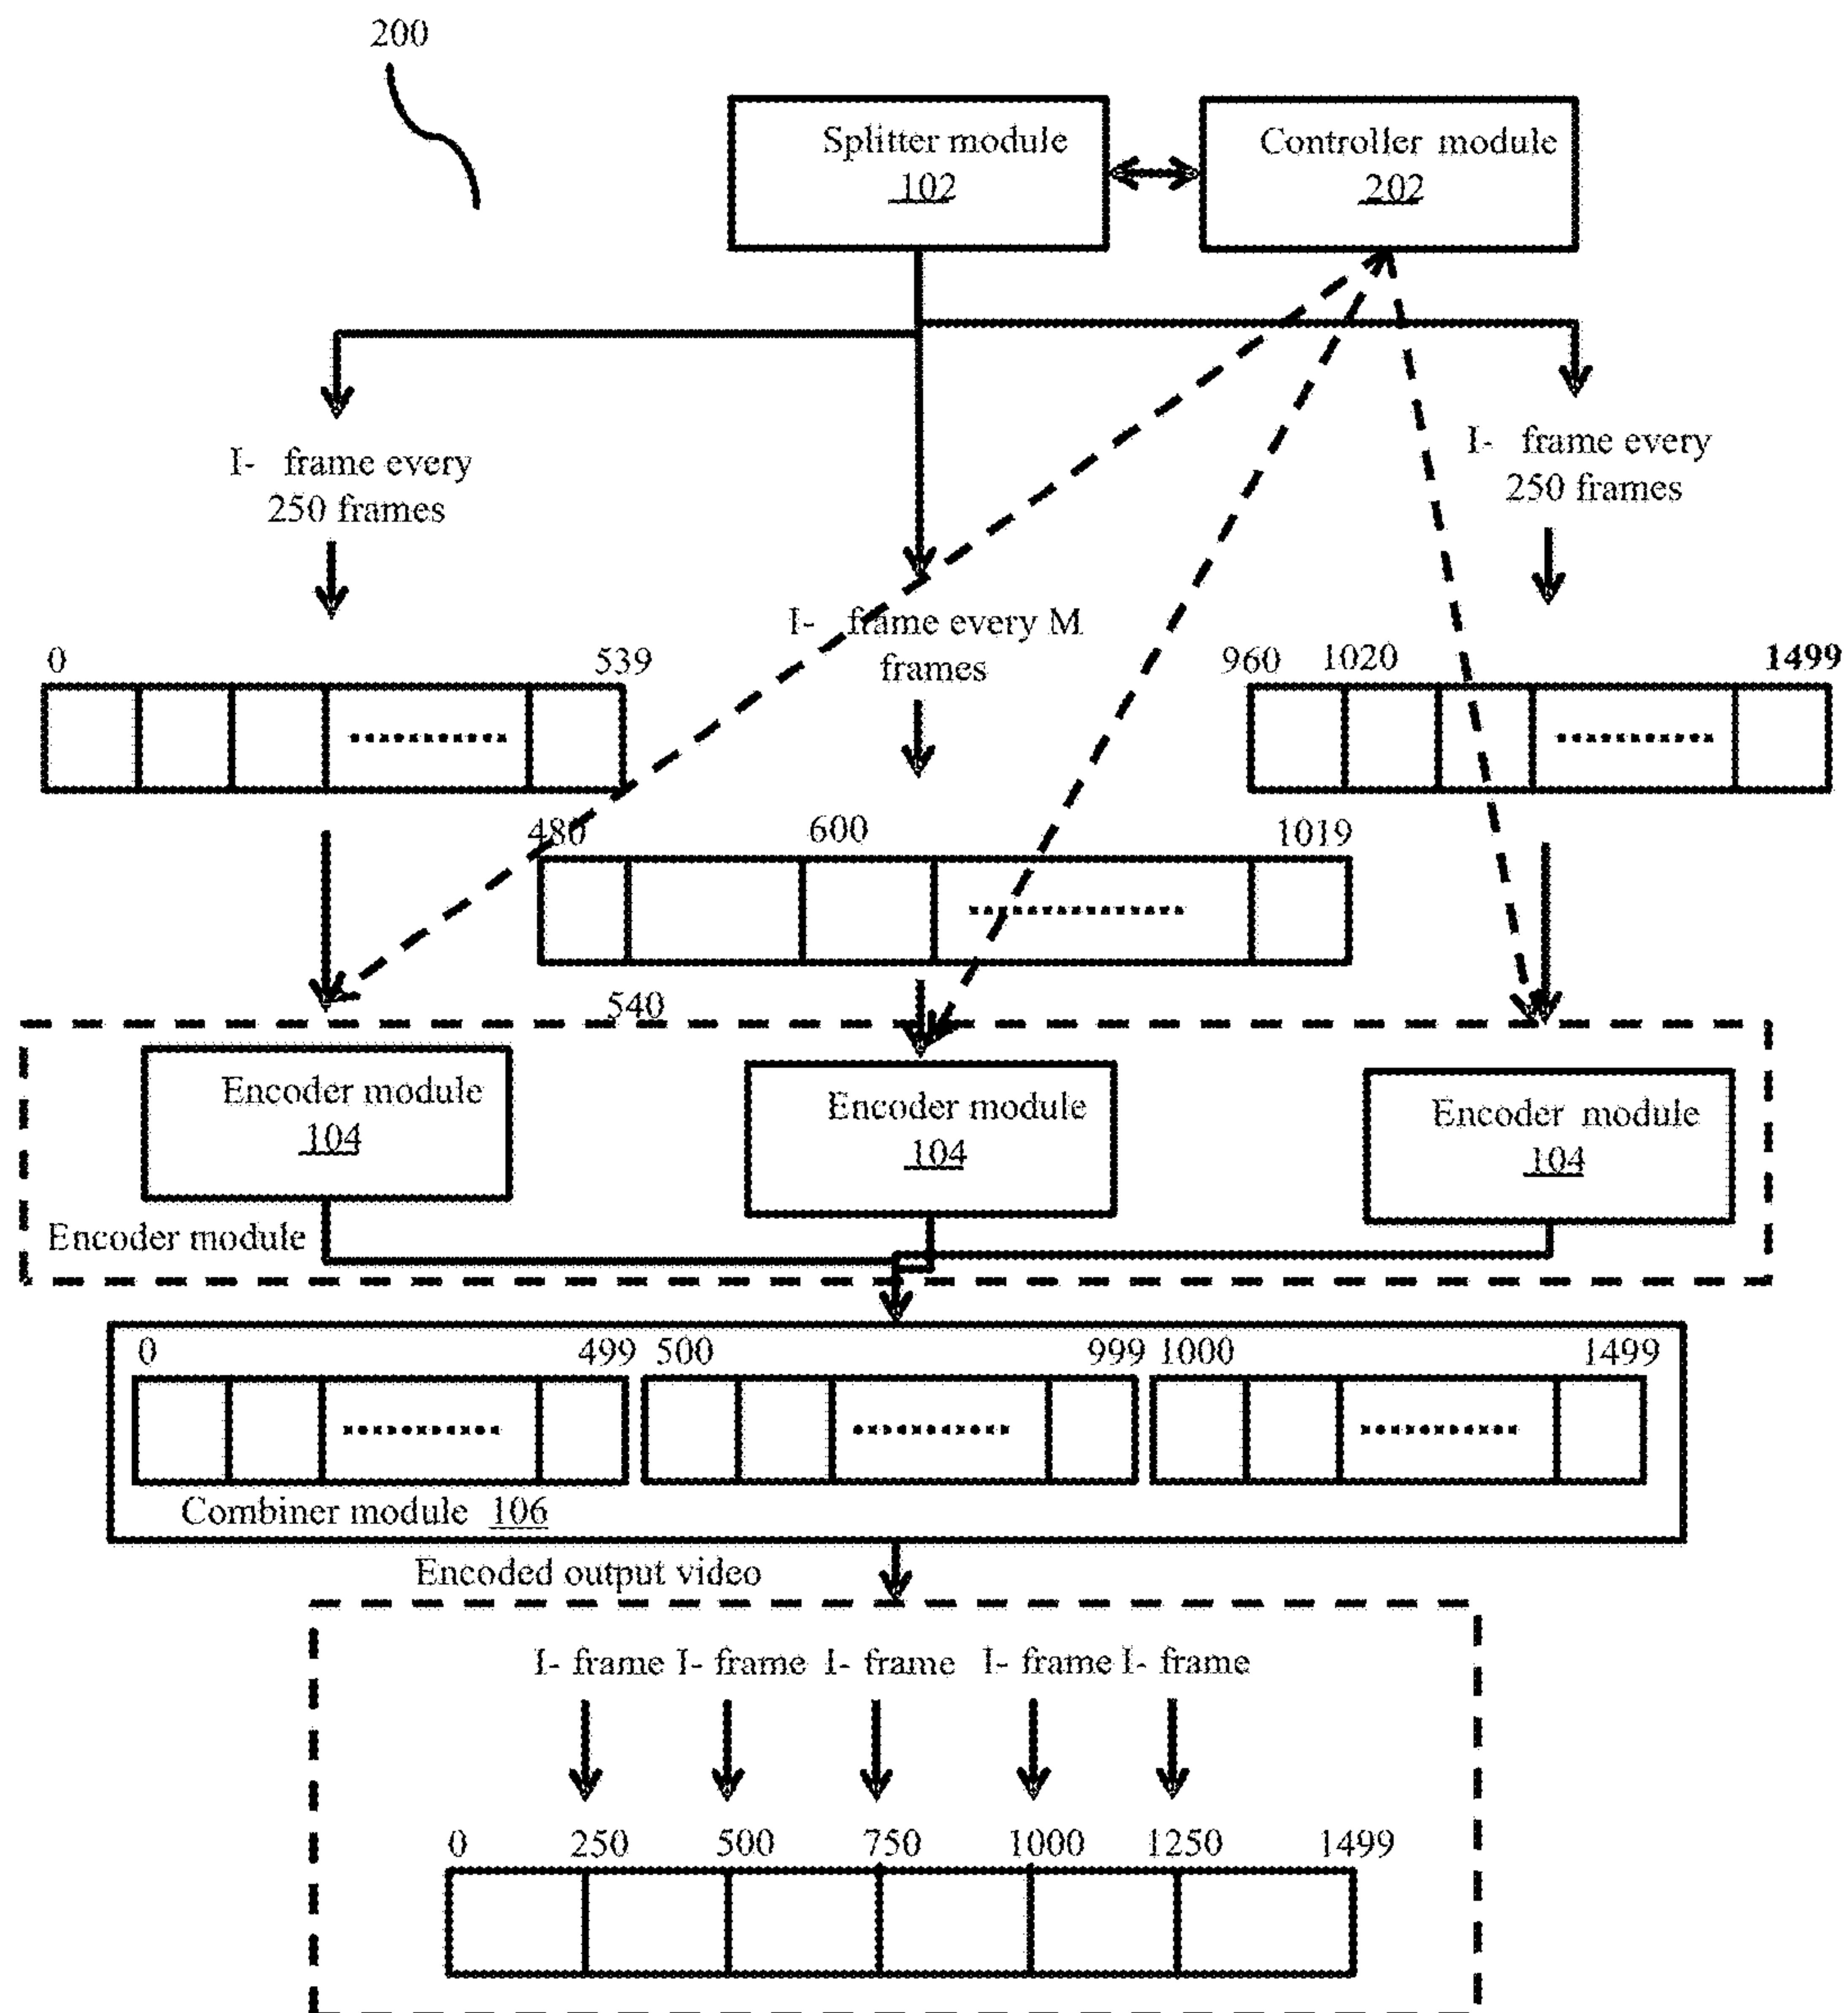 200
Splitter module
102
Controller module
202
I- frame every
250 frames
I- frame every
250 frames
I- frame every M
frames
0
539
960
1020
1499
480
600
1019
540
Encoder module
104
Encoder module
104
Encoder module
104
Encoder module
0
499
500
999
1000
1499
Combiner module 106
Encoded output video
I- frame I- frame I- frame I- frame I- frame
0
250
500
750
1000
1250
1499